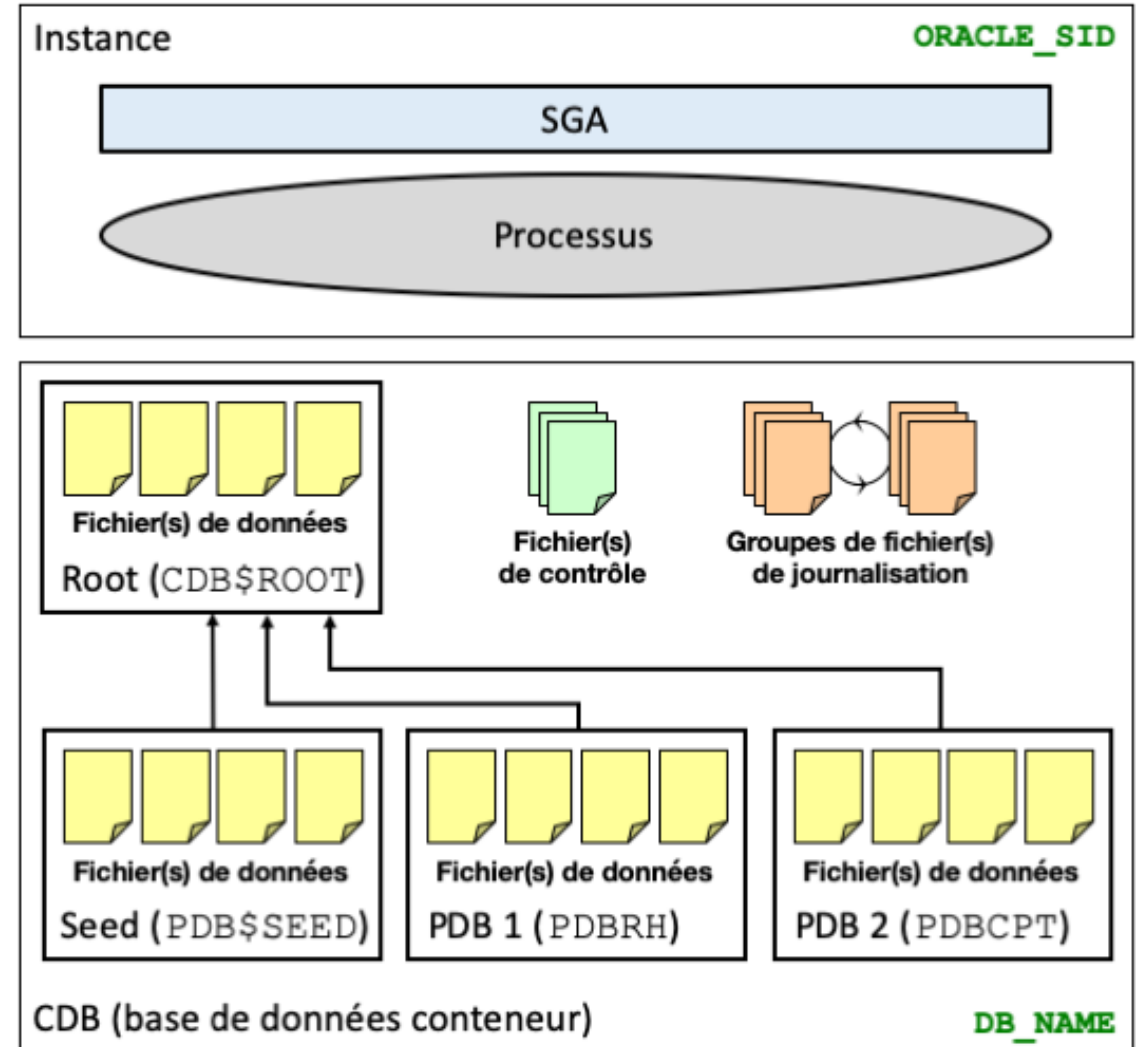 Instance
ORACLE_SID
SGA
Processus
Fichier(s) de données
Root (CDB$ROOT)
Fichier(s)
de contrôle
Groupes de fichier(s)
de journalisation
Fichier(s) de données
Seed (PDB$SEED)
Fichier(s) de données
PDB 1 (PDBRH)
Fichier(s) de données
PDB 2 (PDBCPT)
CDB (base de données conteneur)
DB_NAME